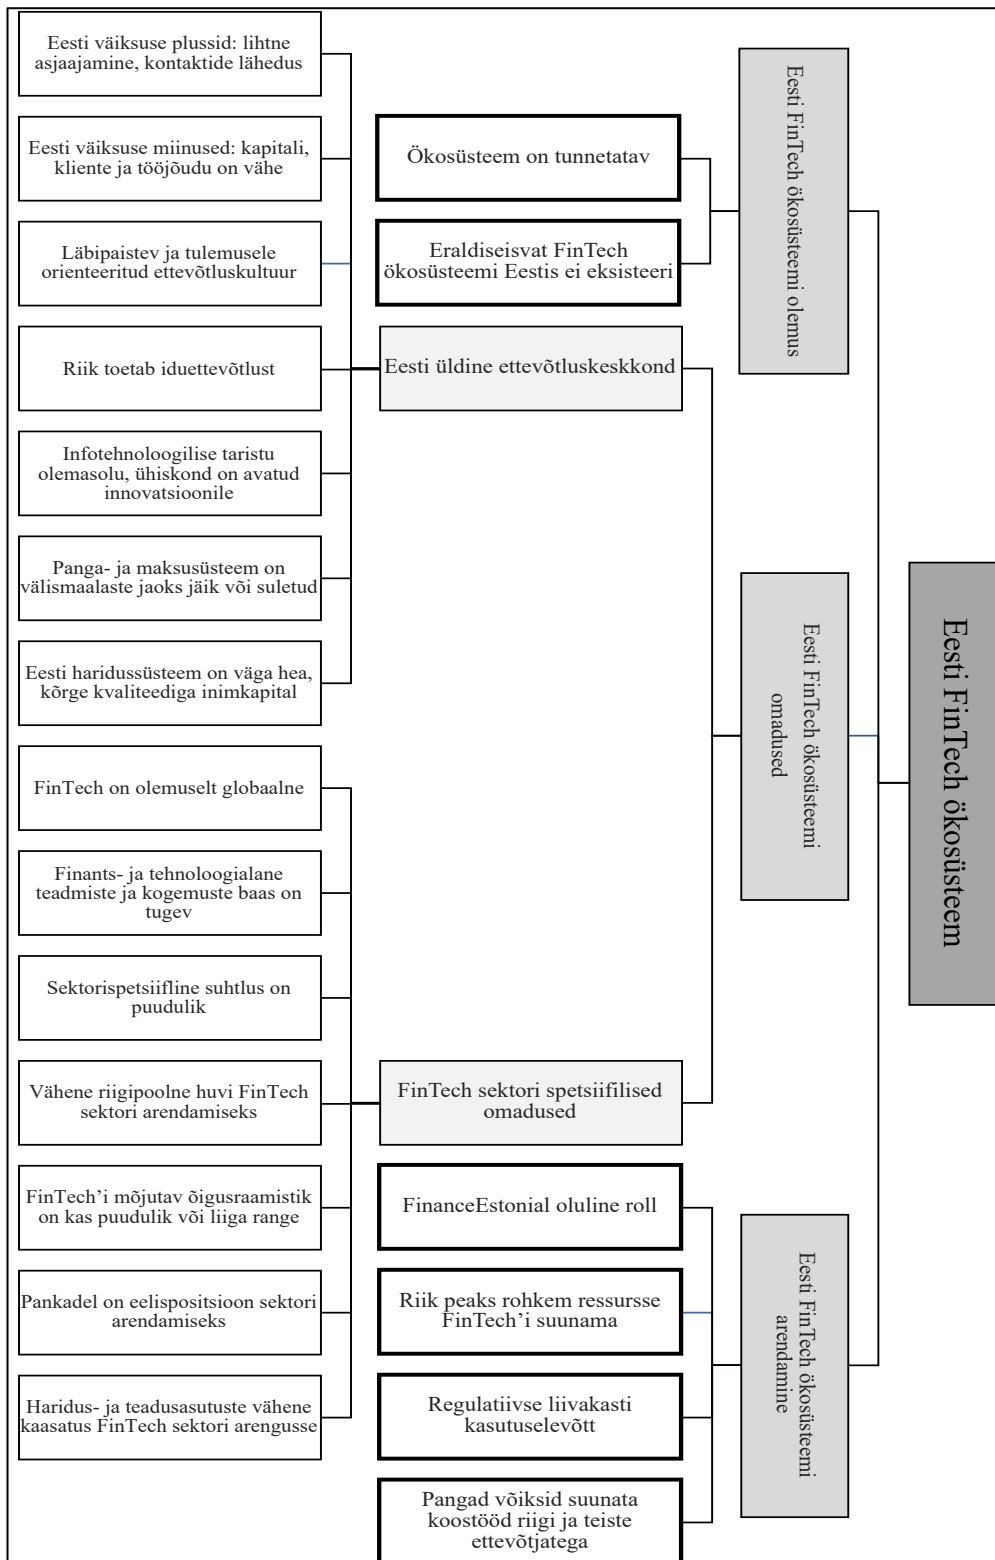 Eesti väiksuse plussid: lihtne
asjaajamine, kontaktide lähedus
Eesti väiksuse miinused: kapitali,
kliente ja tööjõudu on vähe
Läbipaistev ja tulemusele
orienteeritud ettevõtluskultuur
Riik toetab iduettevõtlust
Infotehnoloogilise taristu
olemasolu, ühiskond on avatud
innovatsioonile
Panga- ja maksusüsteem on
välismaalaste jaoks jäik või suletud
Eesti haridussüsteem on väga hea,
kõrge kvaliteediga inimkapital
FinTech on olemuselt globaalne
Finants- ja tehnoloogialane
teadmiste ja kogemuste baas on
tugev
Sektorispetsiifline suhtlus on
puudulik
Vähene riigipoolne huvi FinTech
sektori arendamiseks
FinTech’i mõjutav õigusraamistik
on kas puudulik või liiga range
Pankadel on eelispositsioon sektori
arendamiseks
Haridus- ja teadusasutuste vähene
kaasatus FinTech sektori arengusse
Ökosüsteem on tunnetatav
Eraldiseisvat FinTech
ökosüsteemi Eestis ei eksisteeri
Eesti üldine ettevõtluskeskkond
FinTech sektori spetsiifilised
omadused
FinanceEstonial oluline roll
Riik peaks rohkem ressursse
FinTech’i suunama
Regulatiivse liivakasti
kasutuselevõtt
Pangad võiksid suunata
koostööd riigi ja teiste
ettevõtjatega
Eesti FinTech ökosüsteemi olemus
Eesti FinTech ökosüsteemi
omadused
Eesti FinTech ökosüsteemi
arendamine
Eesti FinTech ökosüsteem